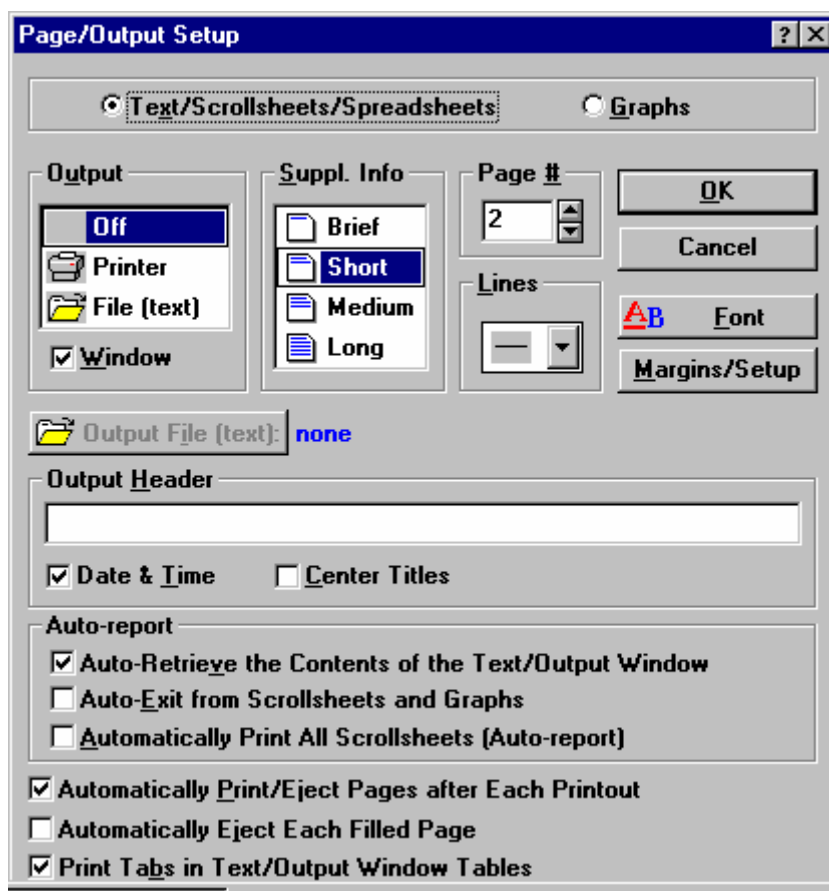 Page/Output Setup
Text/Scrollsheets/Spreadsheets Graphs
Output
Off
Printer
File (text)
Window
Suppl. Info
Brief
Short
Medium
Long
Page #
2
Lines
OK
Cancel
AB Font
Margins/Setup
Output File (text): none
Output Header
Date & Time Center Titles
Auto-report
Auto-Retrieve the Contents of the Text/Output Window
Auto-Exit from Scrollsheets and Graphs
Automatically Print All Scrollsheets (Auto-report)
Automatically Print/Eject Pages after Each Printout
Automatically Eject Each Filled Page
Print Tabs in Text/Output Window Tables